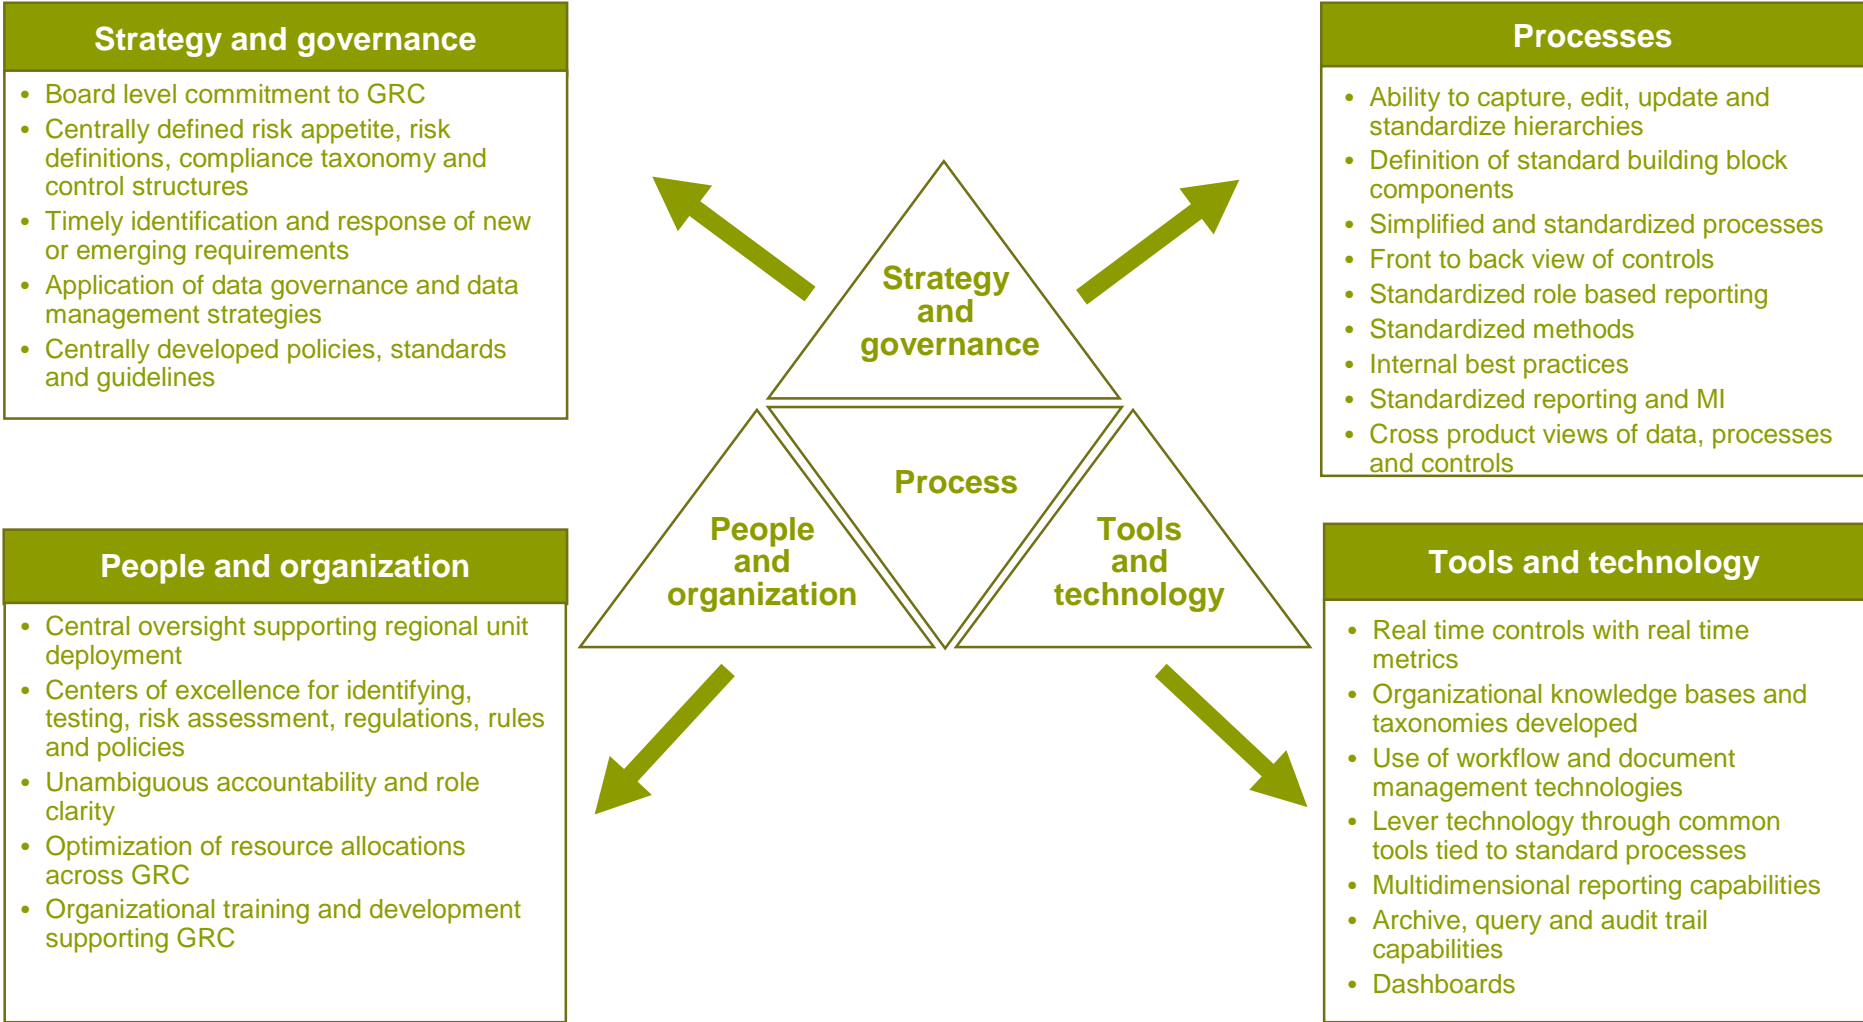 Strategy and governance
• Board level commitment to GRC
• Centrally defined risk appetite, risk
definitions, compliance taxonomy and
control structures
• Timely identification and response of new
or emerging requirements
• Application of data governance and data
management strategies
• Centrally developed policies, standards
and guidelines
Processes
• Ability to capture, edit, update and
standardize hierarchies
• Definition of standard building block
components
• Simplified and standardized processes
• Front to back view of controls
• Standardized role based reporting
• Standardized methods
• Internal best practices
• Standardized reporting and MI
• Cross product views of data, processes
and controls
Strategy
and
governance
Process
People
and
organization
Tools
and
technology
People and organization
• Central oversight supporting regional unit
deployment
• Centers of excellence for identifying,
testing, risk assessment, regulations, rules
and policies
• Unambiguous accountability and role
clarity
• Optimization of resource allocations
across GRC
• Organizational training and development
supporting GRC
Tools and technology
• Real time controls with real time
metrics
• Organizational knowledge bases and
taxonomies developed
• Use of workflow and document
management technologies
• Lever technology through common
tools tied to standard processes
• Multidimensional reporting capabilities
• Archive, query and audit trail
capabilities
• Dashboards